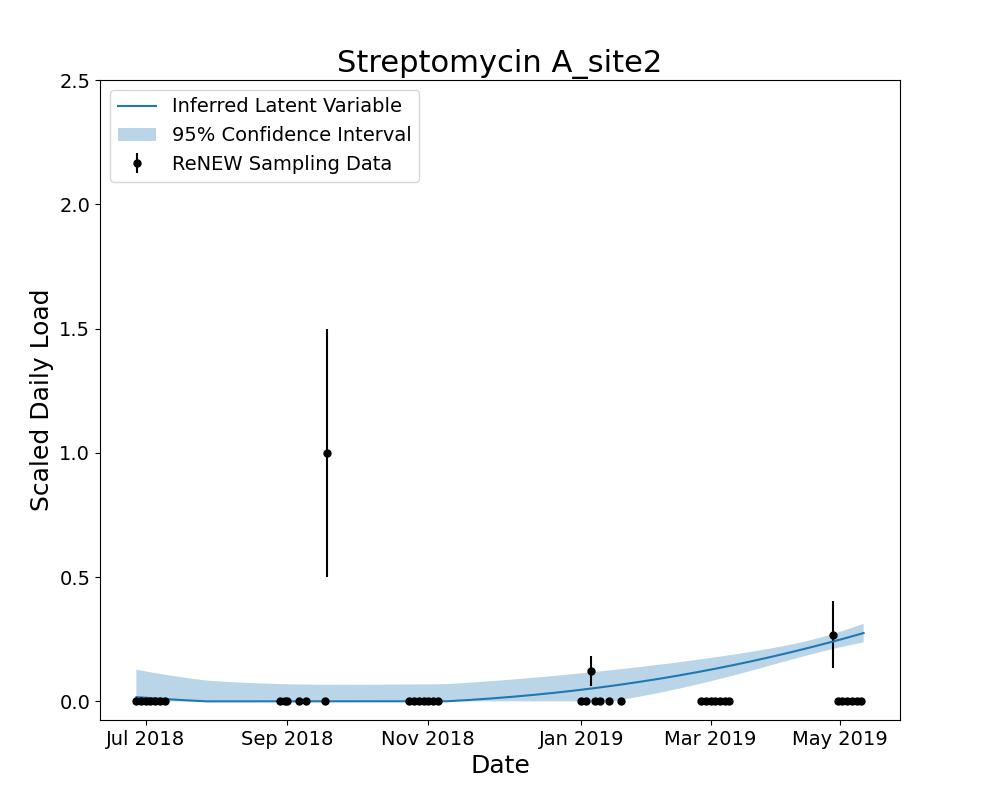 Streptomycin A_site2
2.5
2.0
1.5
1.0
0.5
0.0
Scaled Daily Load
Inferred Latent Variable
95% Confidence Interval
ReNEW Sampling Data
Jul 2018 Sep 2018 Nov 2018 Jan 2019 Mar 2019 May 2019
Date